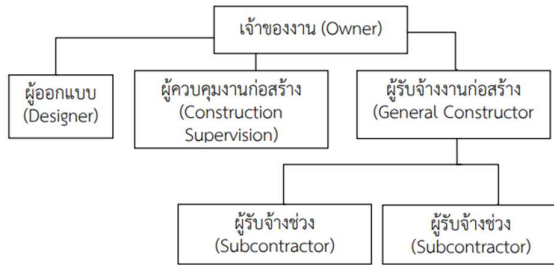 เจ้าของงาน (Owner)
ผู้ออกแบบ
(Designer)
ผู้ควบคุมงานก่อสร้าง
(Construction
Supervision)
ผู้รับจ้างงานก่อสร้าง
(General Constructor
ผู้รับจ้างช่วง
(Subcontractor)
ผู้รับจ้างช่วง
(Subcontractor)